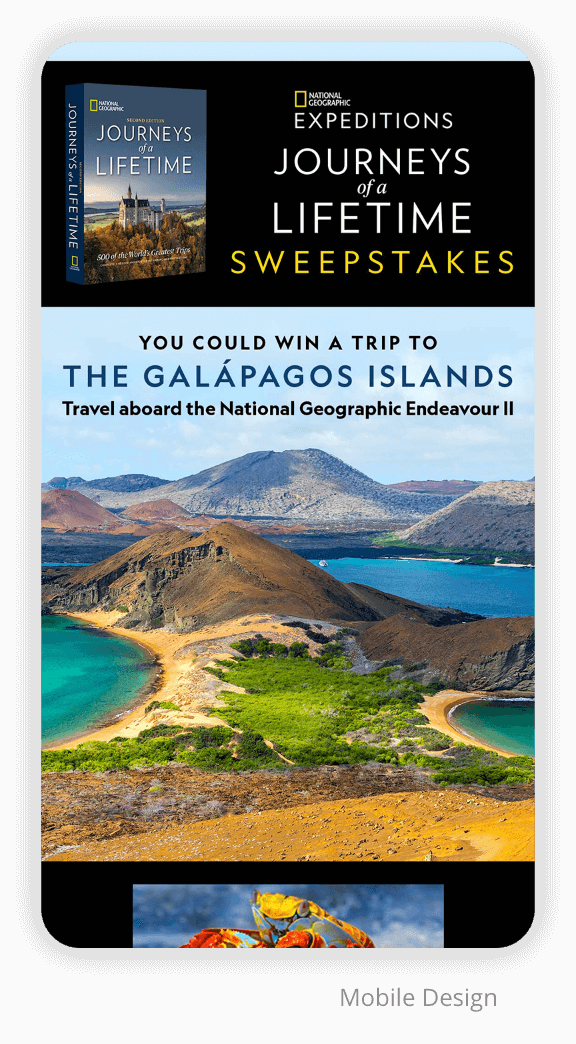 NATIONAL
GEOGRAPHIC
SECOND EDITION
JOURNEYS
of a
LIFETIME
500 of the World's Greatest Trips
JOURNEYS of a LIFETIME
NATIONAL
GEOGRAPHIC
EXPEDITIONS
JOURNEYS
of a
LIFETIME
SWEEPSTAKES
YOU COULD WIN A TRIP TO
THE GALÁPAGOS ISLANDS
Travel aboard the National Geographic Endeavour II
Mobile Design